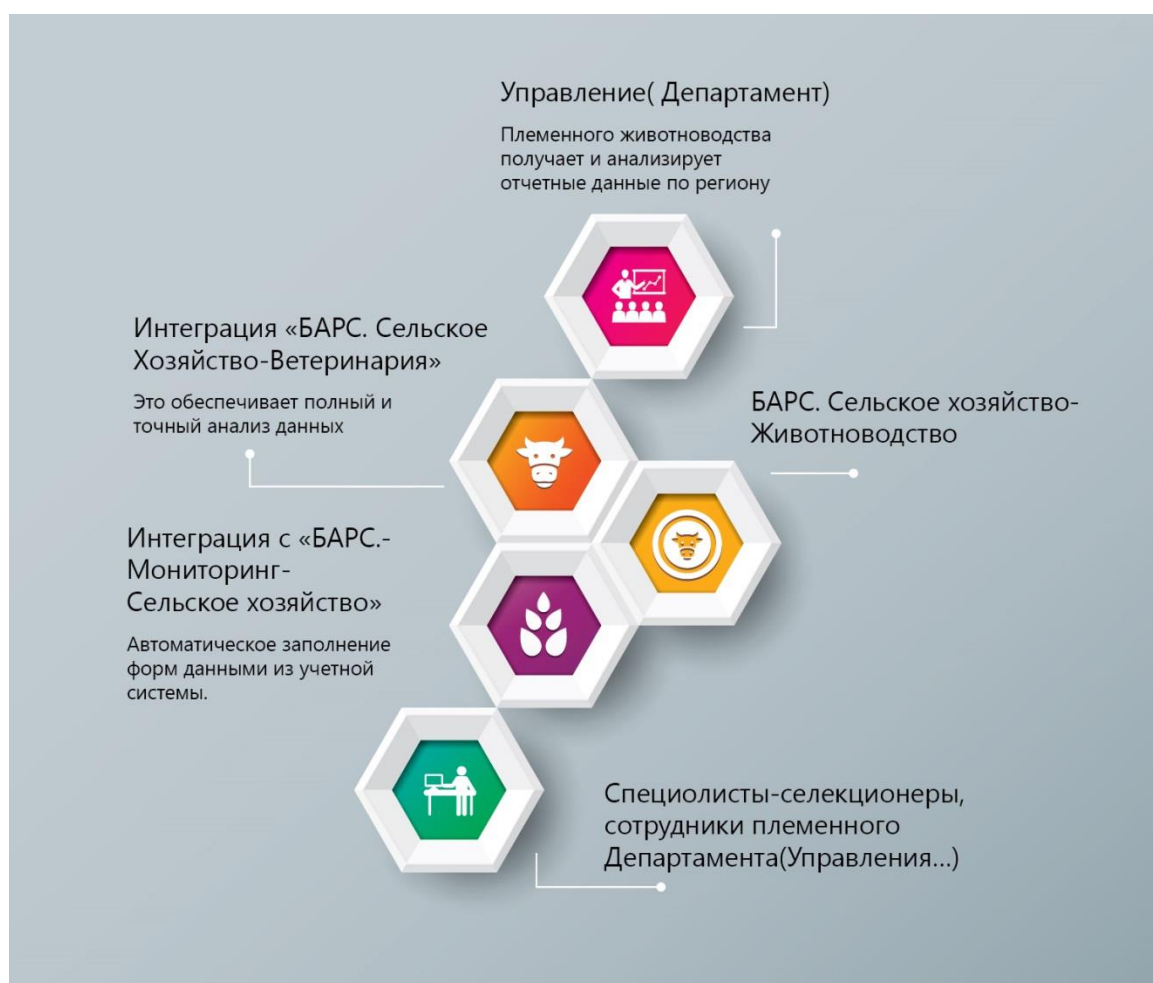 Управление( Департамент)
Племенного животноводства
получает и анализирует
отчетные данные по региону
Интеграция «БАРС. Сельское
Хозяйство-Ветеринария»
Это обеспечивает полный и
точный анализ данных
БАРС. Сельское хозяйство-
Животноводство
Интеграция с «БАРС.-
Мониторинг-
Сельское хозяйство»
Автоматическое заполнение
форм данными из учетной
системы.
Специолисты-селекционеры,
сотрудники племенного
Департамента(Управления...)